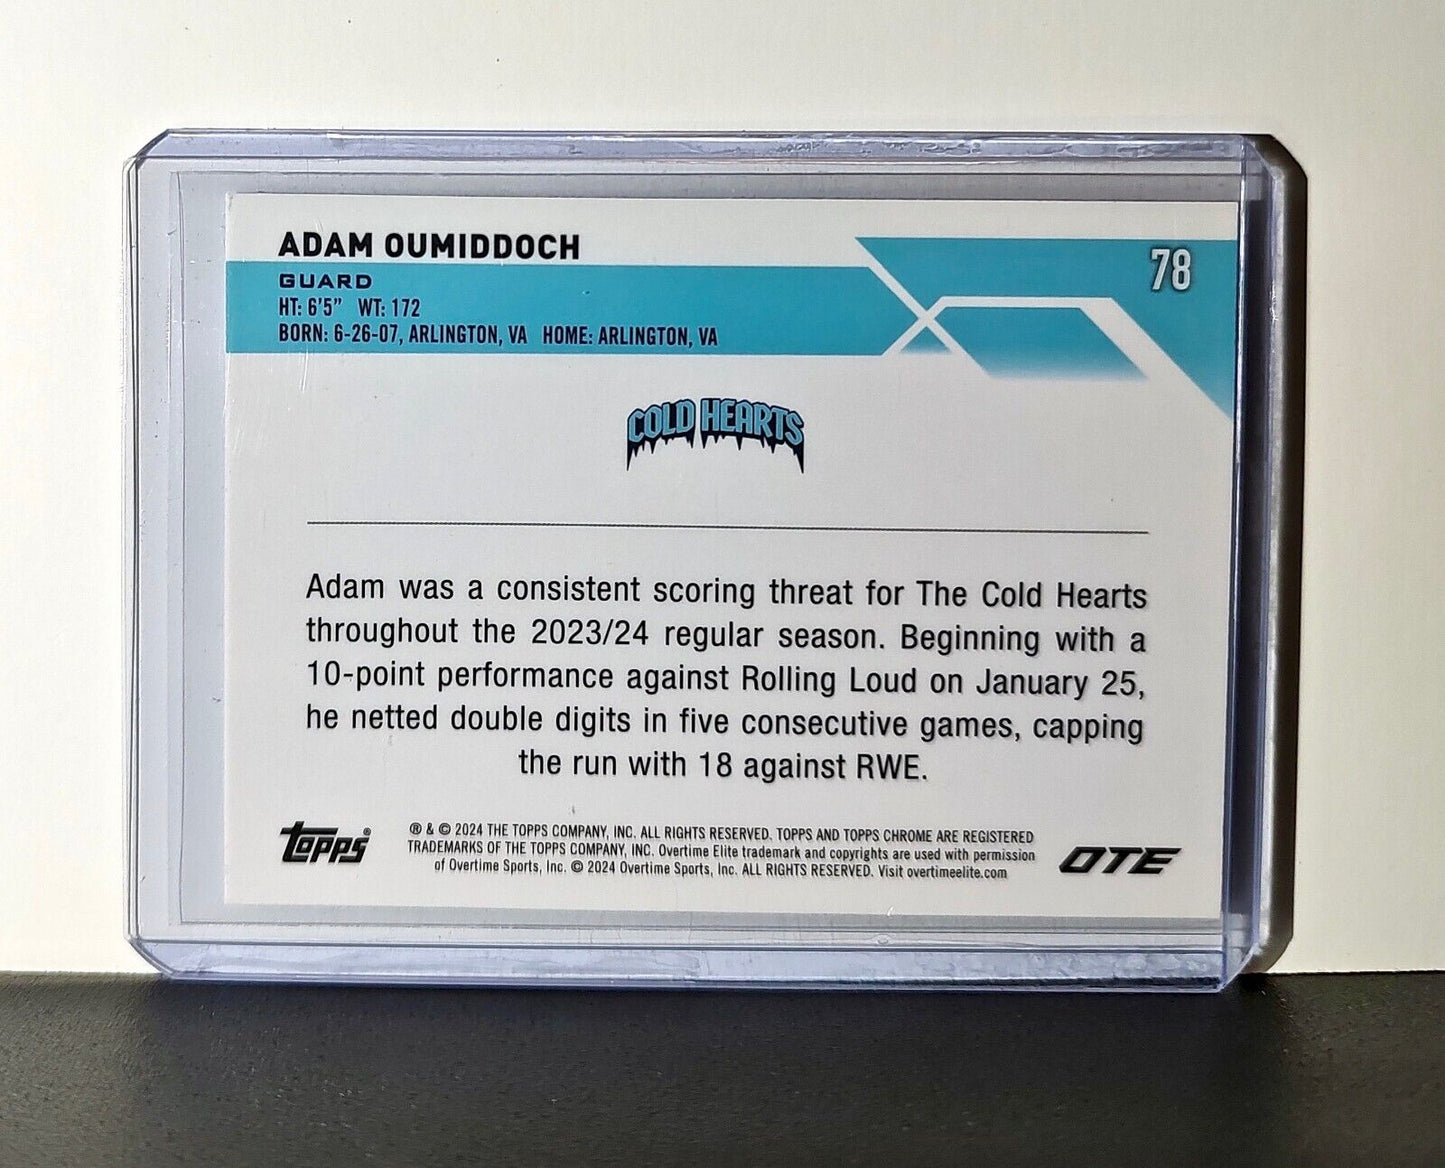 ADAM OUMIDDOCH
78
GUARD
HT: 6'5" WT: 172
BORN: 6-26-07, ARLINGTON, VA HOME: ARLINGTON, VA
COLD HEARTS
Adam was a consistent scoring threat for The Cold Hearts
throughout the 2023/24 regular season. Beginning with a
10-point performance against Rolling Loud on January 25,
he netted double digits in five consecutive games, capping
the run with 18 against RWE.
topps®
® & © 2024 THE TOPPS COMPANY, INC. ALL RIGHTS RESERVED. TOPPS AND TOPPS CHROME ARE REGISTERED
TRADEMARKS OF THE TOPPS COMPANY, INC. Overtime Elite trademark and copyrights are used with permission
of Overtime Sports, Inc. © 2024 Overtime Sports, Inc. ALL RIGHTS RESERVED. Visit overtimeelite.com
OTE